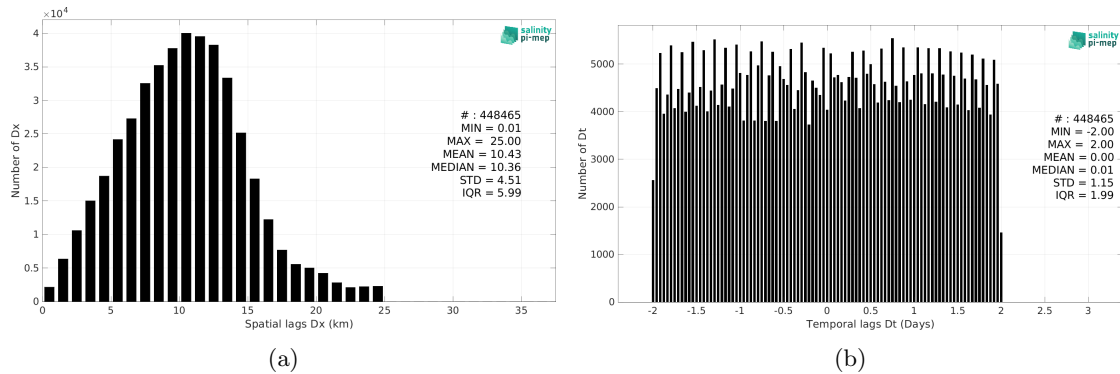 ×10⁴
4
3.5
3
2.5
2
1.5
1
0.5
0
Number of Dx
0 5 10 15 20 25 30 35
Spatial lags Dx (km)
salinity
pi-mep
# : 448465
MIN = 0.01
MAX = 25.00
MEAN = 10.43
MEDIAN = 10.36
STD = 4.51
IQR = 5.99
(a)
5000
4000
3000
2000
1000
0
Number of Dt
-2 -1.5 -1 -0.5 0 0.5 1 1.5 2 2.5 3
Temporal lags Dt (Days)
salinity
pi-mep
# : 448465
MIN = -2.00
MAX = 2.00
MEAN = 0.00
MEDIAN = 0.01
STD = 1.15
IQR = 1.99
(b)